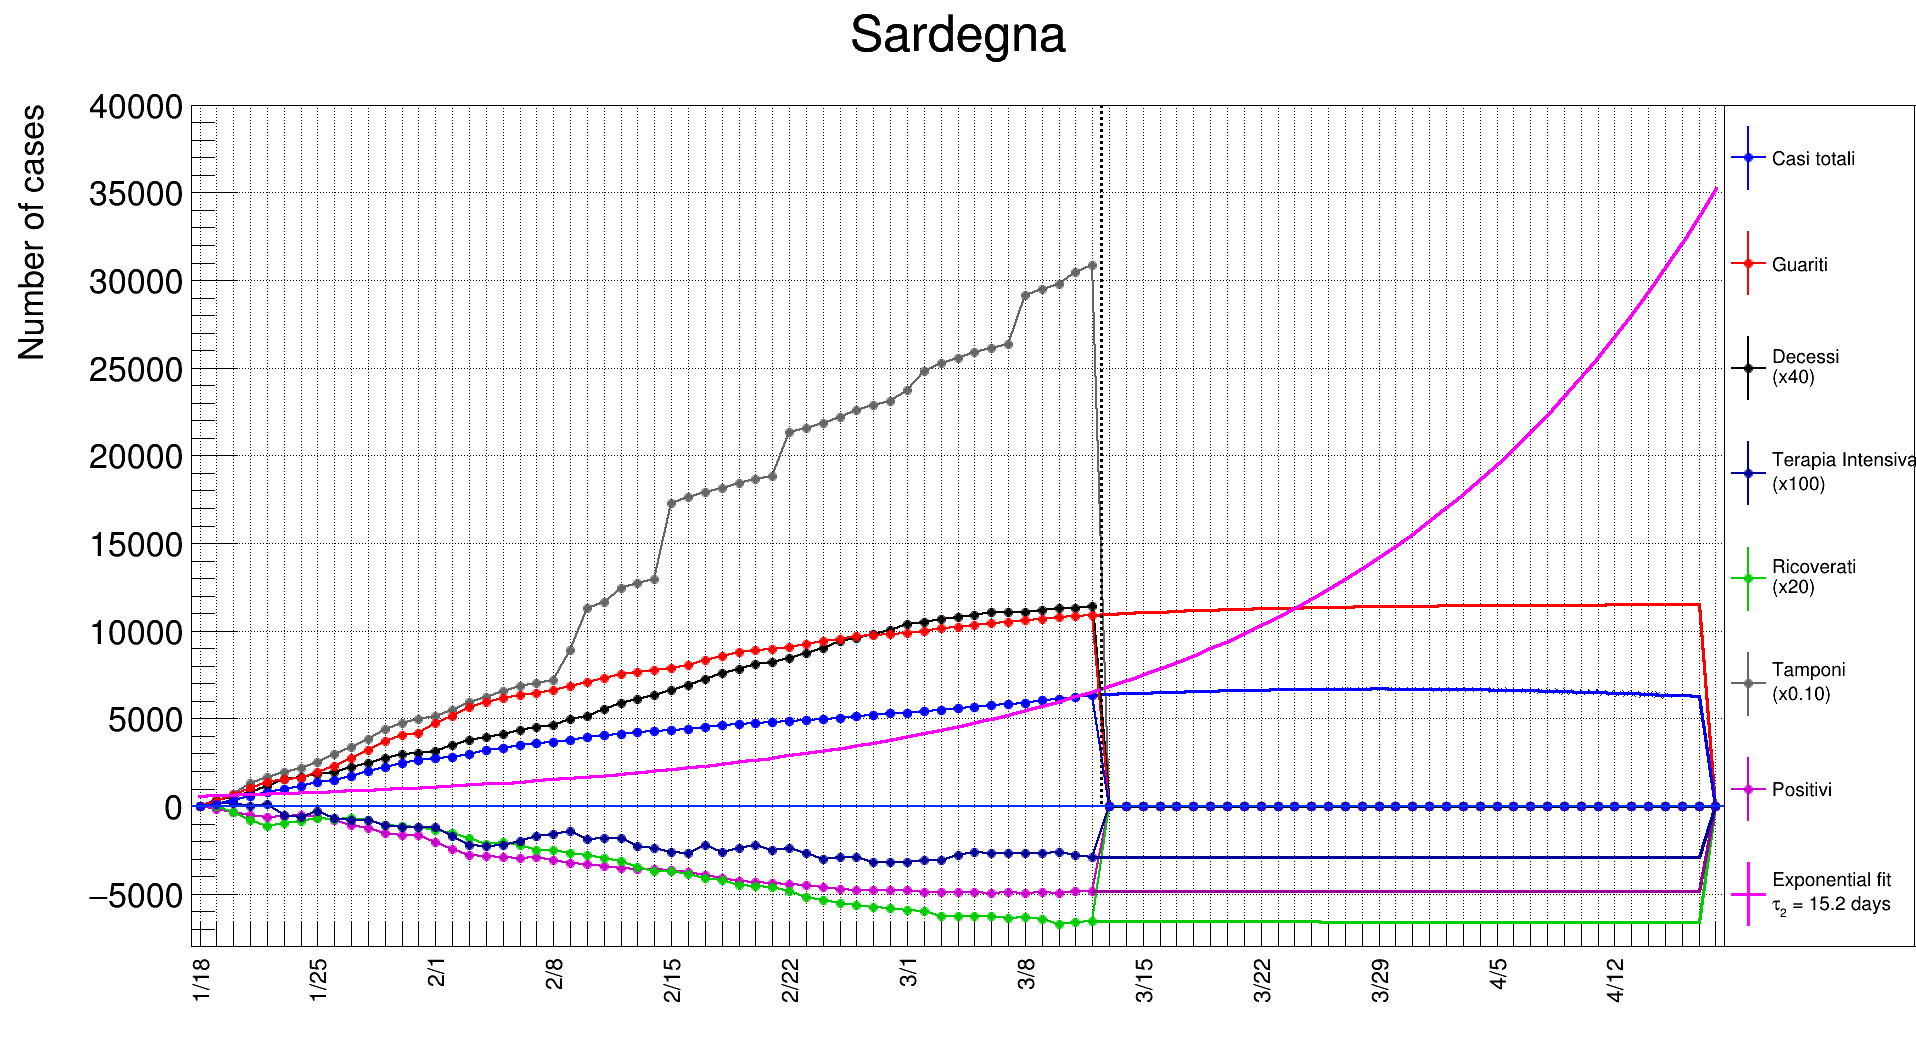 Sardegna
Number of cases
40000
35000
30000
25000
20000
15000
10000
5000
0
−5000
1/18
1/25
2/1
2/8
2/15
2/22
3/1
3/8
3/15
3/22
3/29
4/5
4/12
Casi totali
Guariti
Decessi
(x40)
Terapia Intensiva
(x100)
Ricoverati
(x20)
Tamponi
(x0.10)
Positivi
Exponential fit
τ2 = 15.2 days